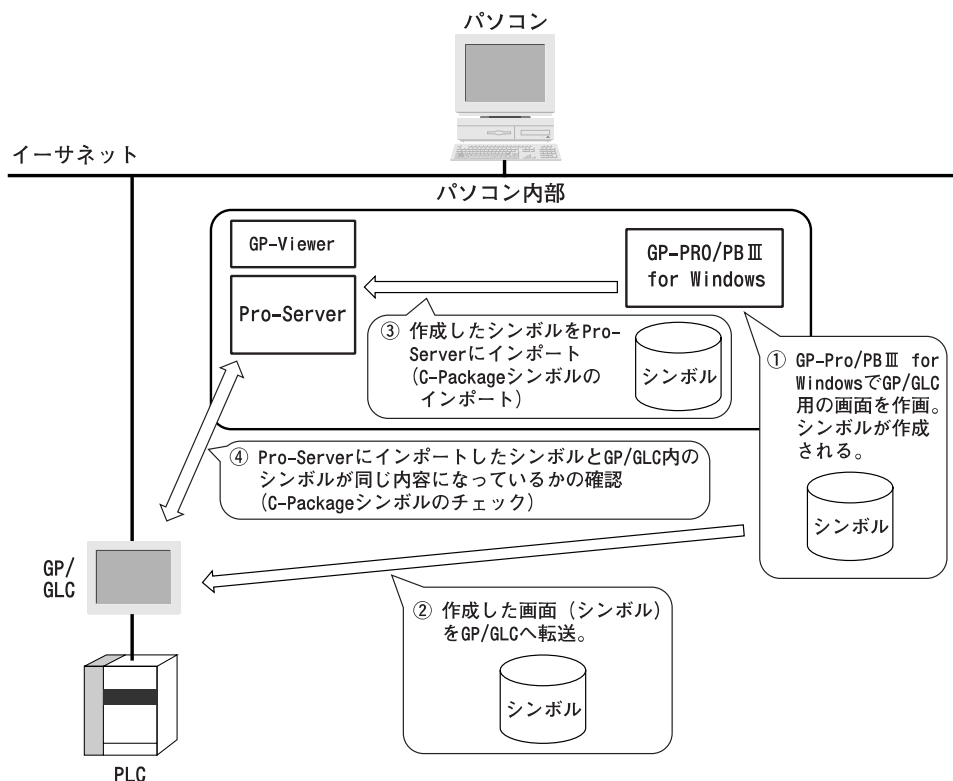 パソコン
イーサネット
パソコン内部
GP-Viewer
Pro-Server
GP-PRO/PBⅢ
for Windows
③ 作成したシンボルをPro-
Serverにインポート
(C-Packageシンボルの
インポート)
シンボル
① GP-Pro/PBⅢ for
WindowsでGP/GLC
用の画面を作画。
シンボルが作成
される。
シンボル
④ Pro-ServerにインポートしたシンボルとGP/GLC内の
シンボルが同じ内容になっているかの確認
(C-Packageシンボルのチェック)
GP/
GLC
② 作成した画面（シンボル）
をGP/GLCへ転送。
シンボル
PLC